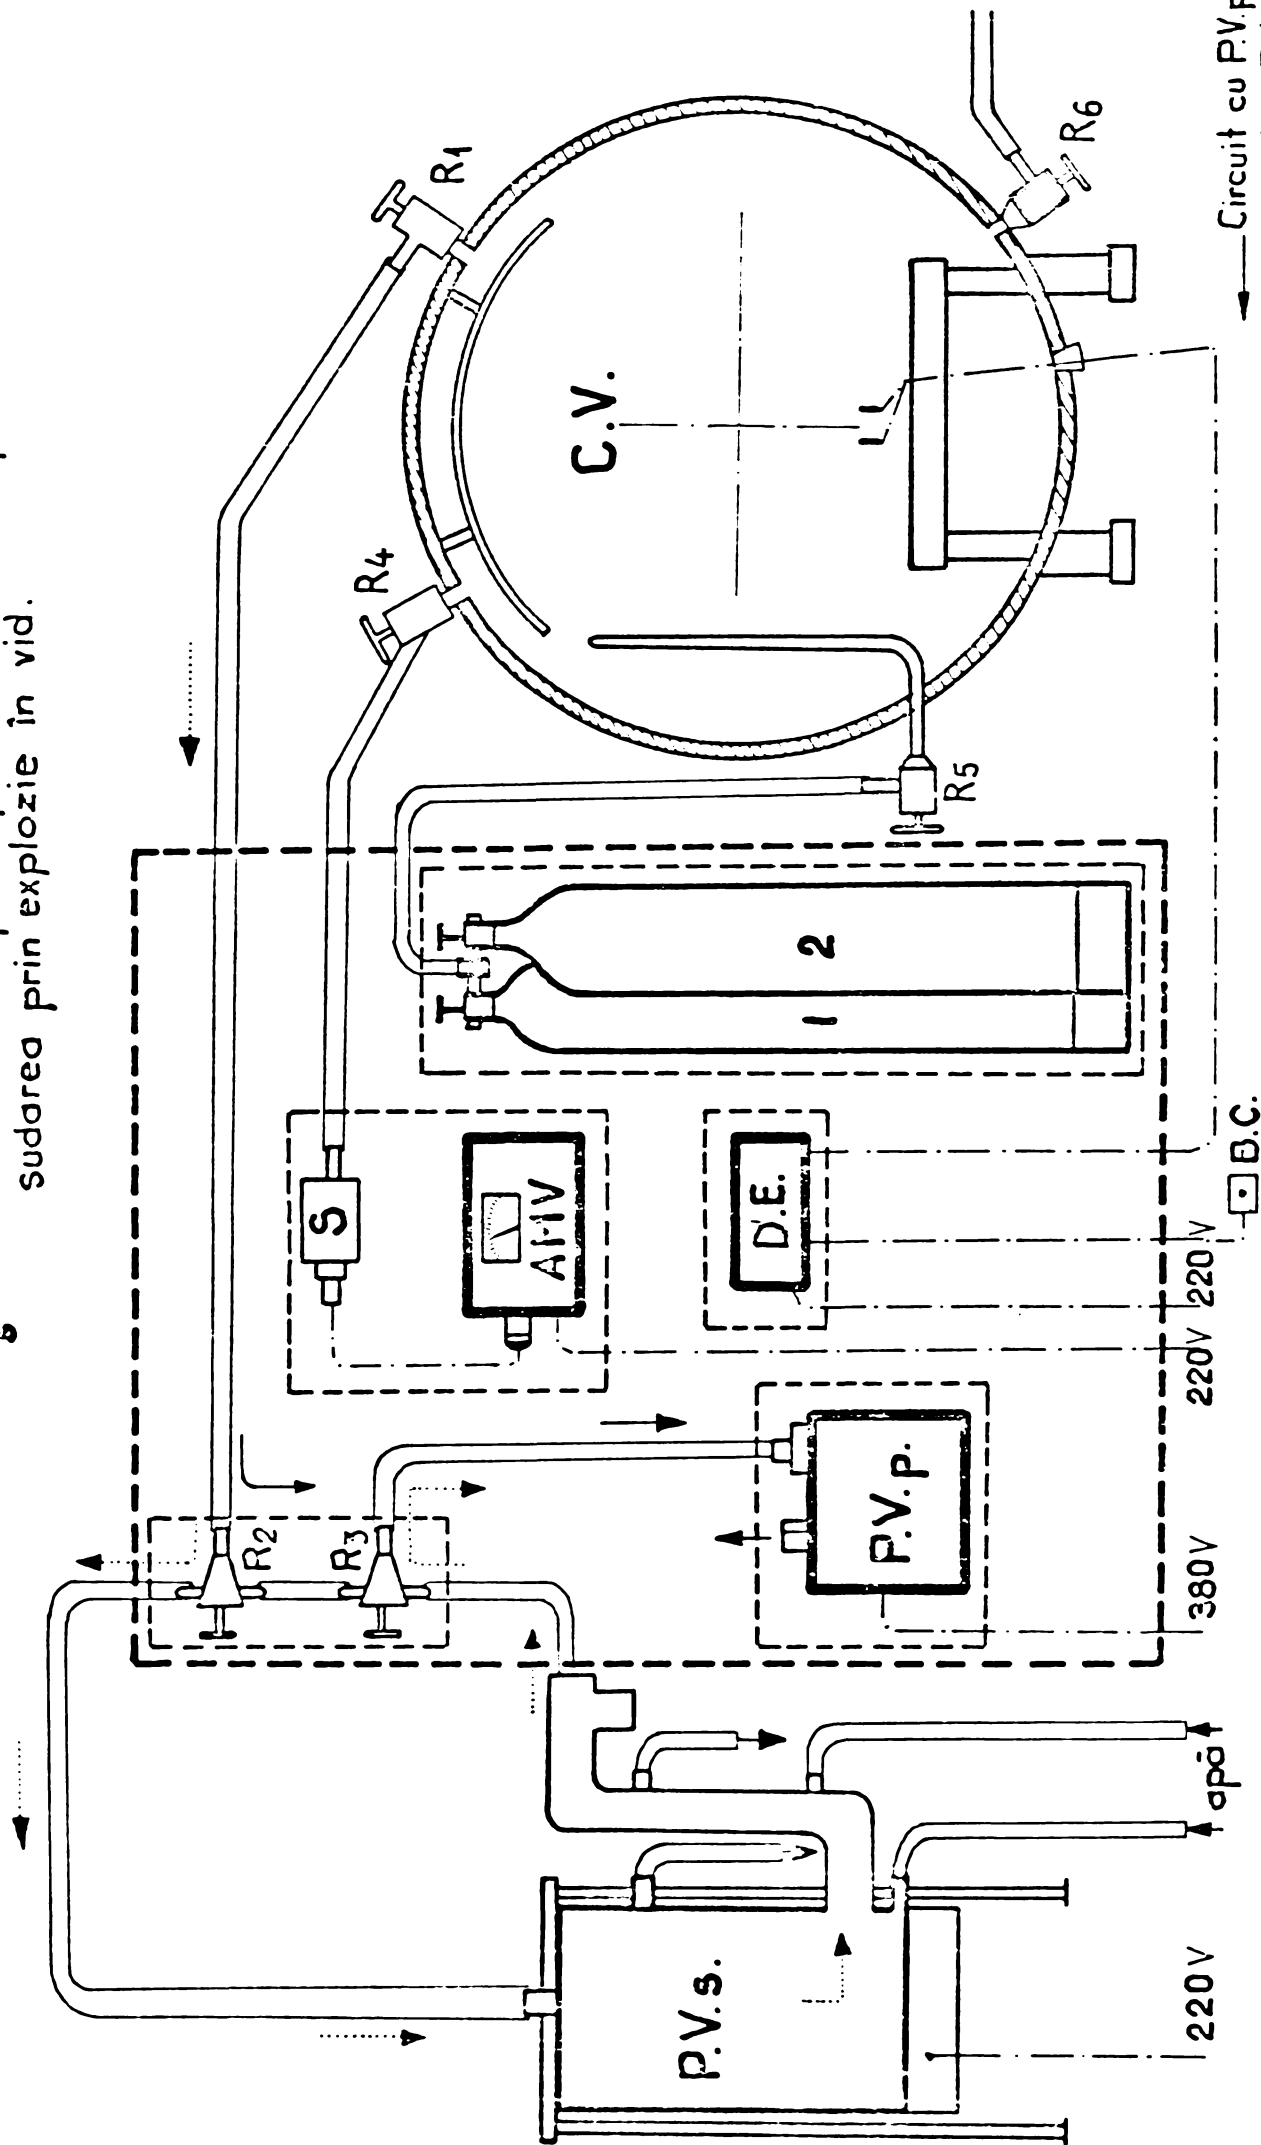 sudarea prin explozie în vid.
R1
R4
R2
R3
S
AMV
C.V.
P.V.s.
P.V.p.
D.E.
1
2
R5
R6
apă
220V
380V
220V
220V
B.C.
Circuit cu P.V.p